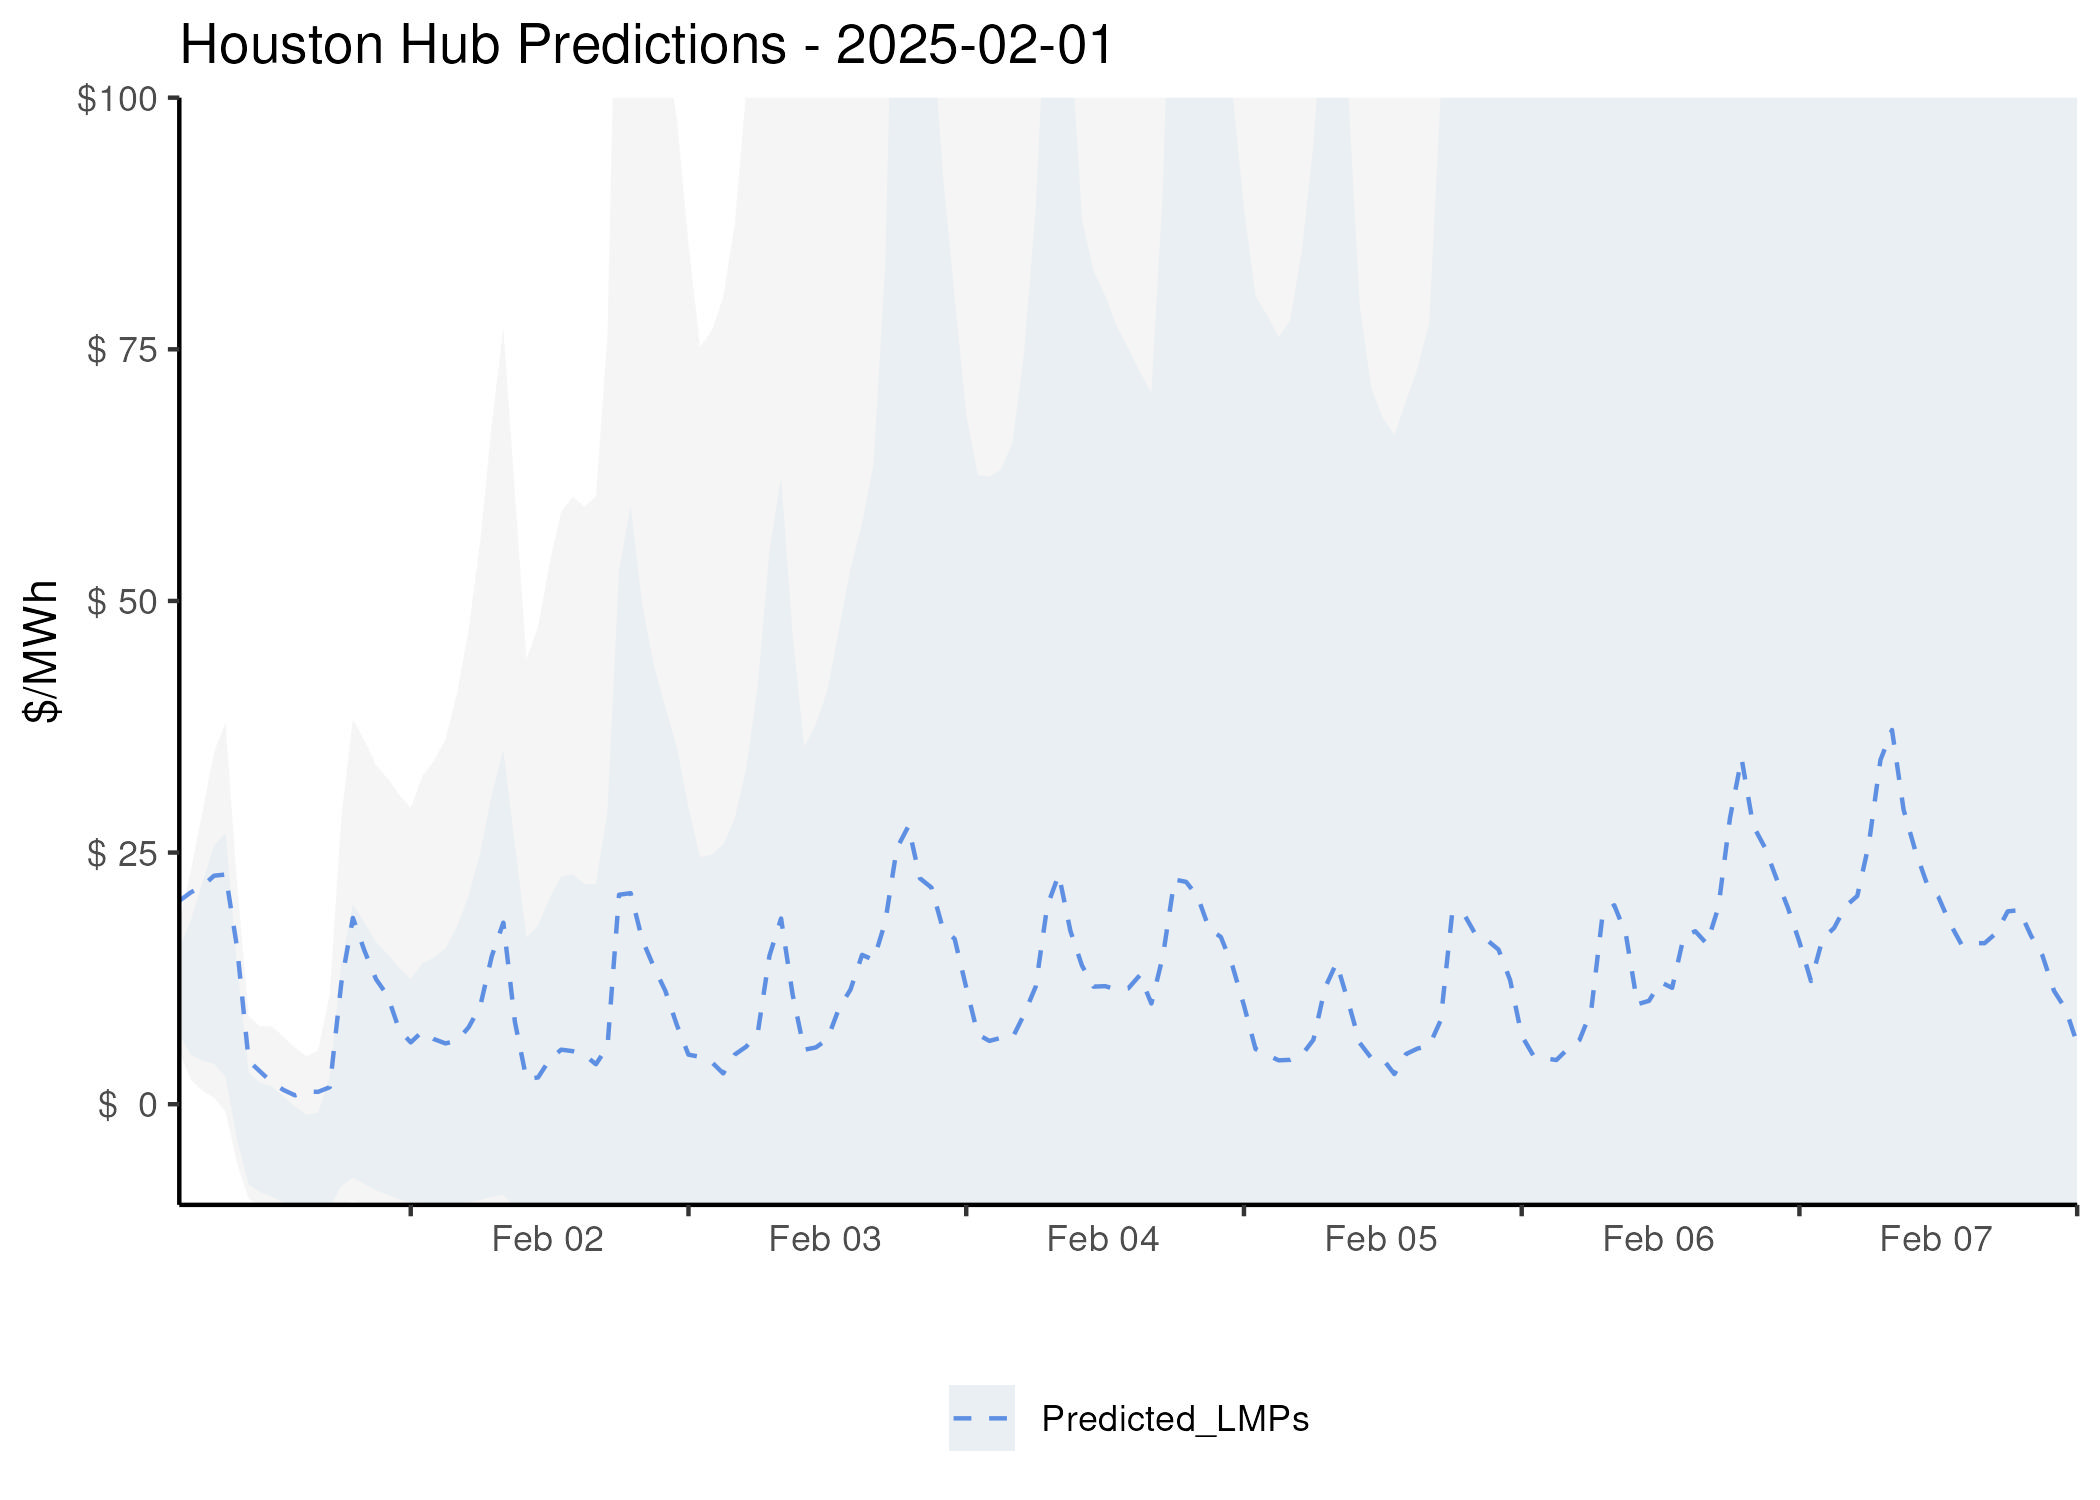 Houston Hub Predictions - 2025-02-01
$100
$ 75
$ 50
$ 25
$  0
$/MWh
Feb 02 Feb 03 Feb 04 Feb 05 Feb 06 Feb 07
Predicted_LMPs